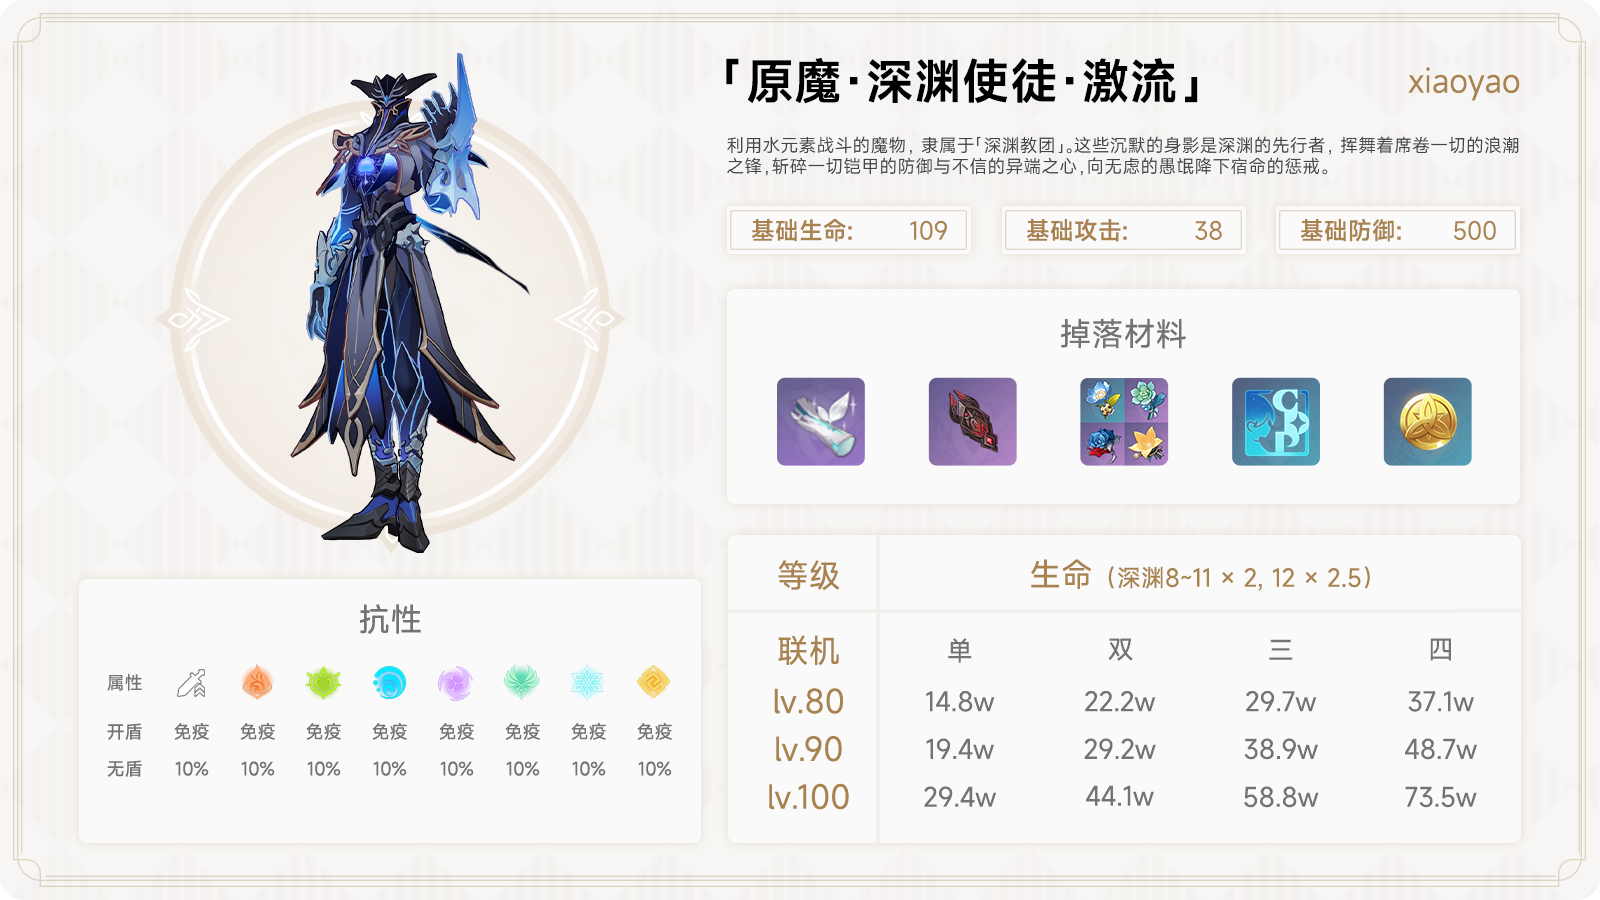 「原魔·深渊使徒·激流」
xiaoyao
利用水元素战斗的魔物，隶属于「深渊教团」。这些沉默的身影是深渊的先行者，挥舞着席卷一切的浪潮
之锋，斩碎一切铠甲的防御与不信的异端之心，向无虑的愚氓降下宿命的惩戒。
基础生命: 109
基础攻击: 38
基础防御: 500
掉落材料
等级 生命（深渊8~11 × 2, 12 × 2.5）
联机 单 双 三 四
lv.80 14.8w 22.2w 29.7w 37.1w
lv.90 19.4w 29.2w 38.9w 48.7w
lv.100 29.4w 44.1w 58.8w 73.5w
抗性
属性
开盾 免疫 免疫 免疫 免疫 免疫 免疫 免疫 免疫
无盾 10% 10% 10% 10% 10% 10% 10% 10%